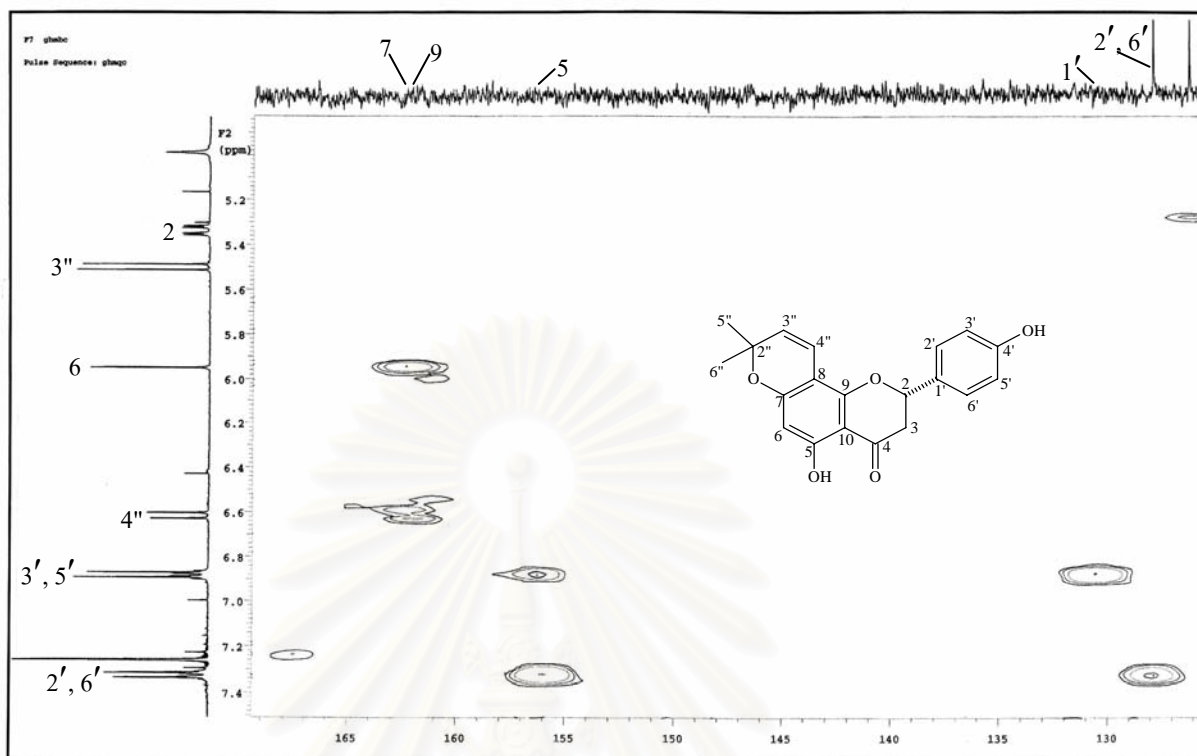 F7 ghmbc
Pulse Sequence: ghmqc
7 9 5 1′ 2′, 6′
F2
(ppm)
5.2
5.4
5.6
5.8
6.0
6.2
6.4
6.6
6.8
7.0
7.2
7.4
2
3″
6
4″
3′, 5′
2′, 6′
5″ 3″ 4″ 2″ 6″
O 7 8 9 O 6 5 10 4 3 2
OH O
1′ 2′ 3′ 4′ 5′ 6′ OH
165 160 155 150 145 140 135 130